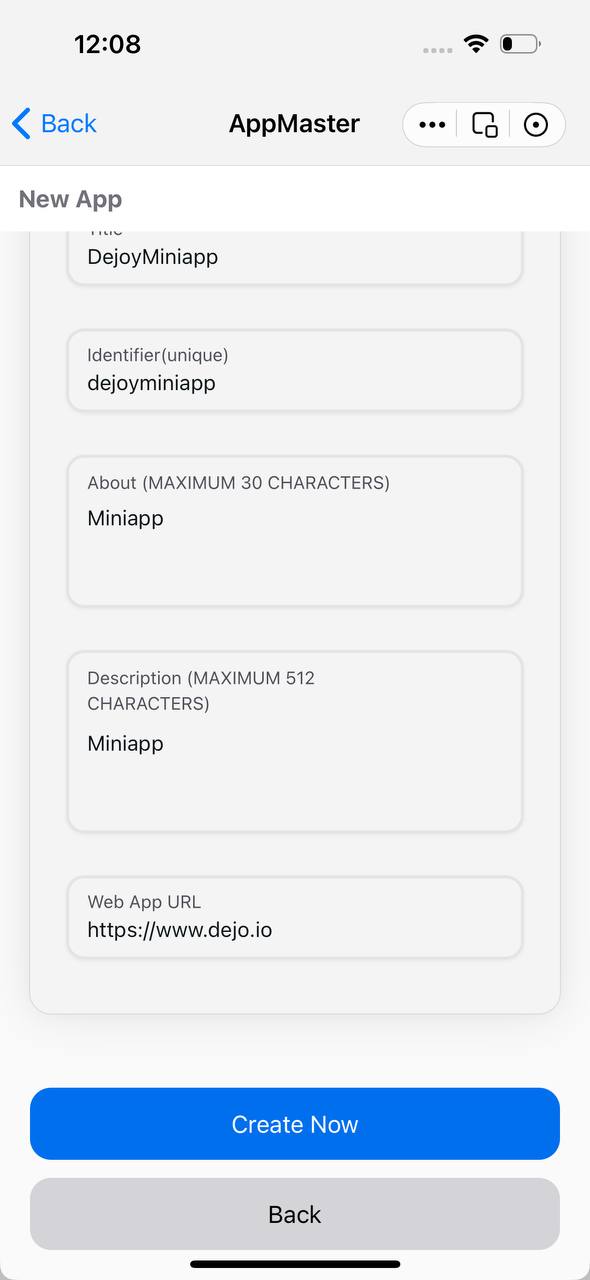 12:08
Back
AppMaster
New App
Title
DejoyMiniapp
Identifier(unique)
dejoyminiapp
About (MAXIMUM 30 CHARACTERS)
Miniapp
Description (MAXIMUM 512
CHARACTERS)
Miniapp
Web App URL
https://www.dejo.io
Create Now
Back